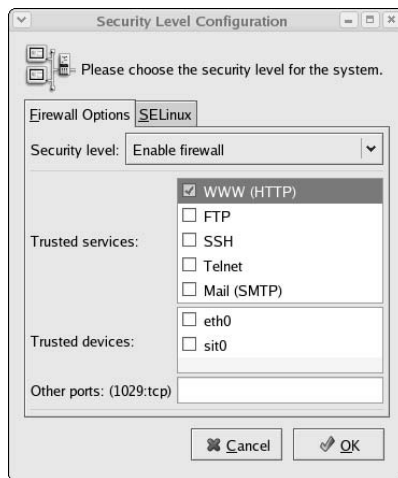 Security Level Configuration
Please choose the security level for the system.
Firewall Options
SELinux
Security level:
Enable firewall
Trusted services:
WWW (HTTP)
FTP
SSH
Telnet
Mail (SMTP)
Trusted devices:
eth0
sit0
Other ports: (1029:tcp)
Cancel
OK